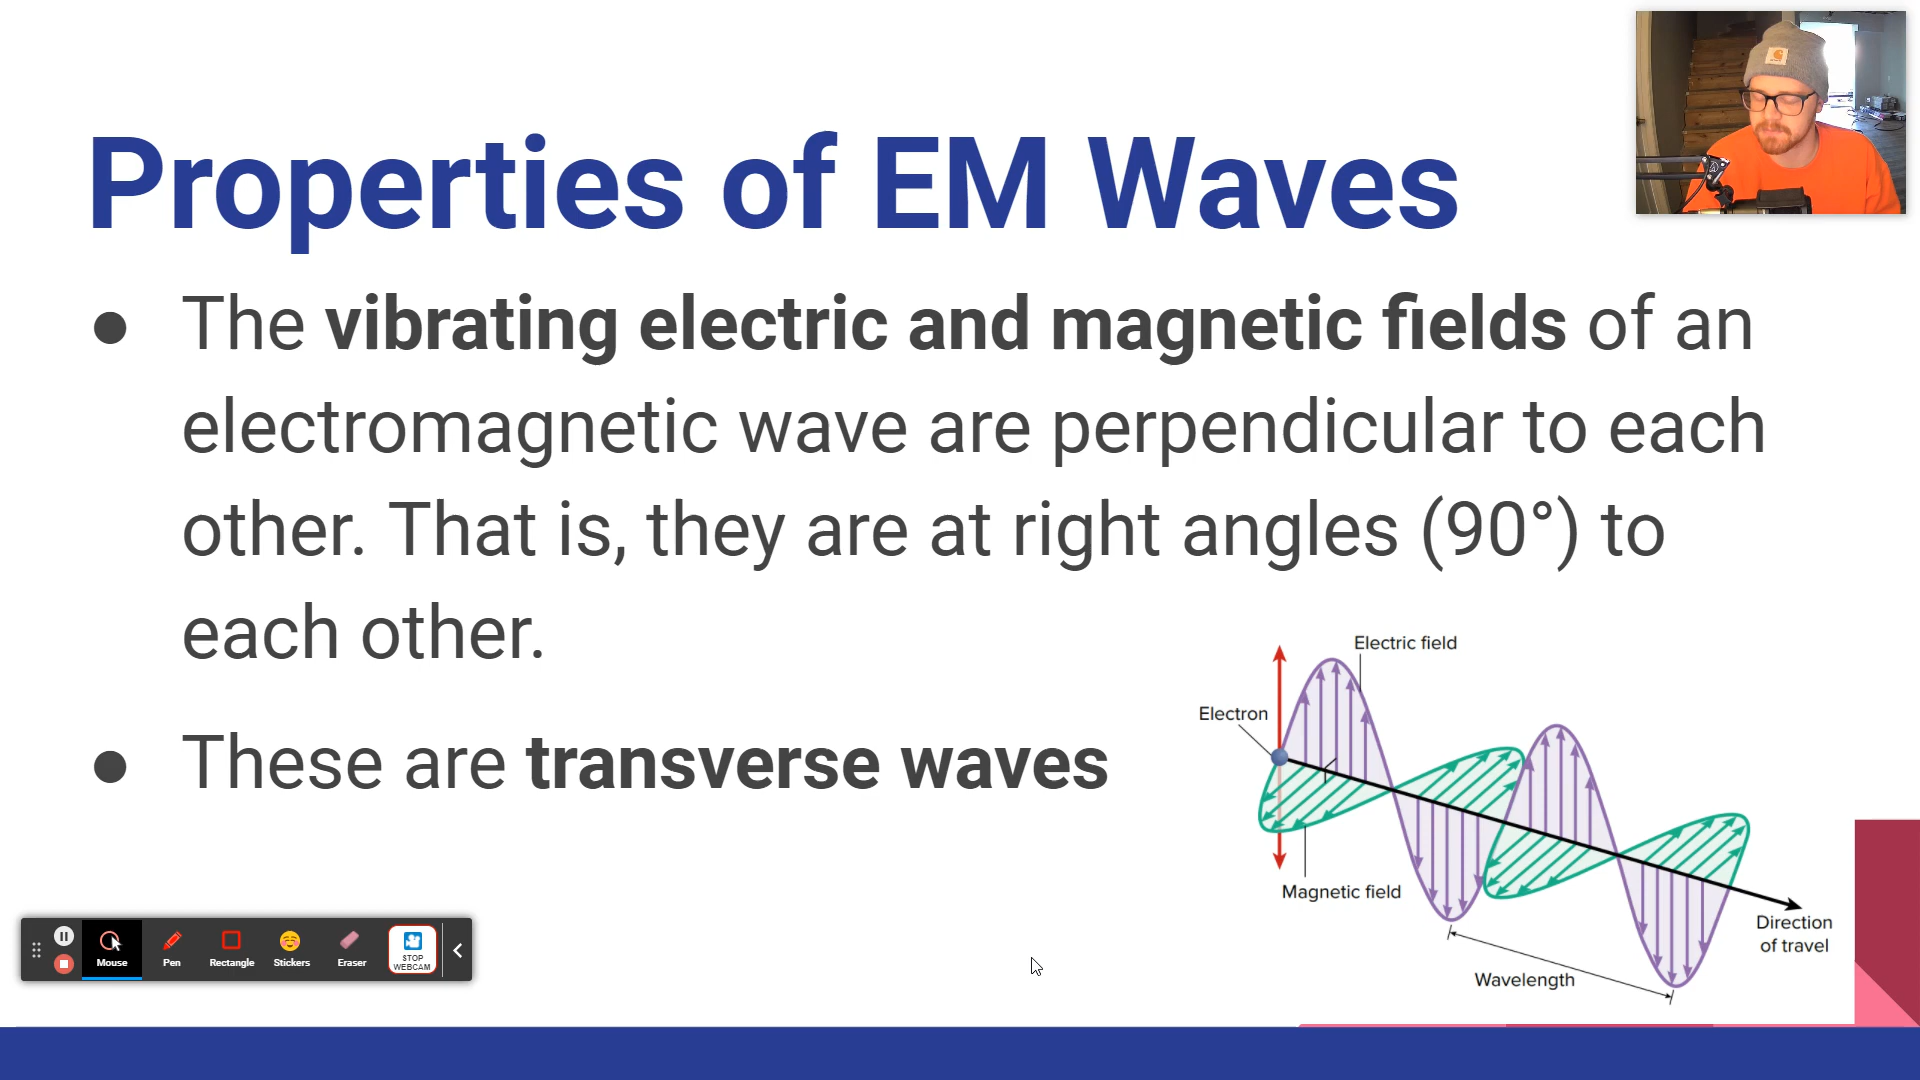 Properties of EM Waves
● The vibrating electric and magnetic fields of an
electromagnetic wave are perpendicular to each
other. That is, they are at right angles (90°) to
each other.
● These are transverse waves
Electric field
Electron
Magnetic field
Direction
of travel
Wavelength
Mouse
Pen
Rectangle
Stickers
Eraser
STOP
WEBCAM